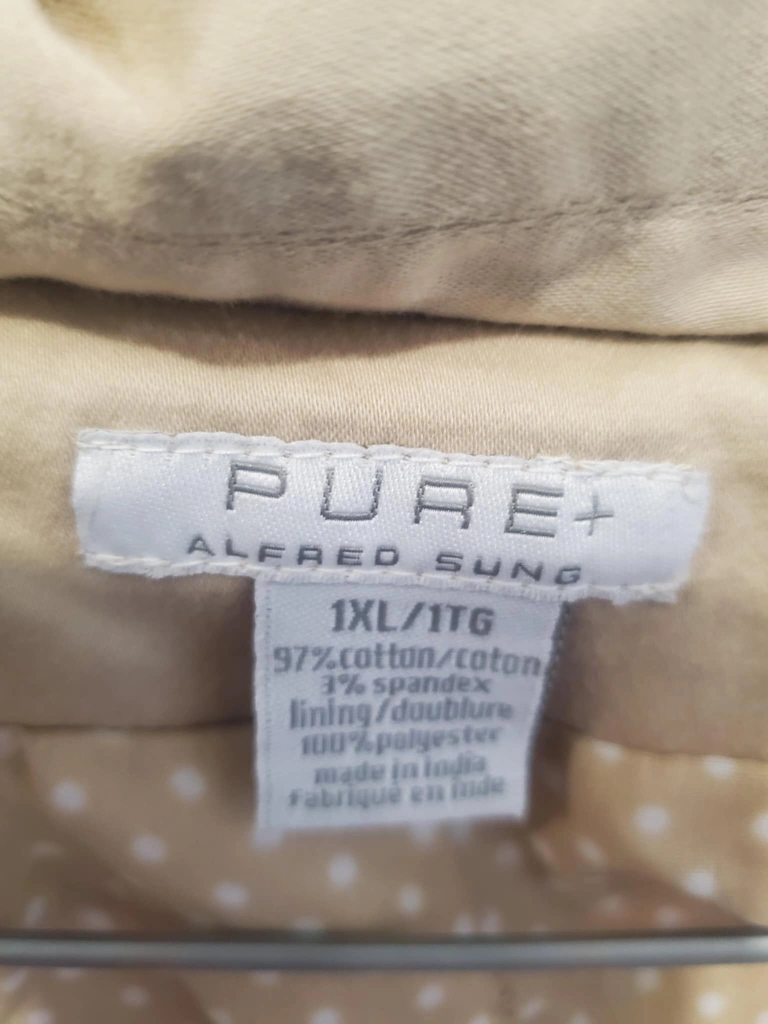 PURE+
ALFRED SUNG
1XL/1TG
97%cotton/coton
3% spandex
lining/doublure
100%polyester
made in India
Fabriqué en Inde